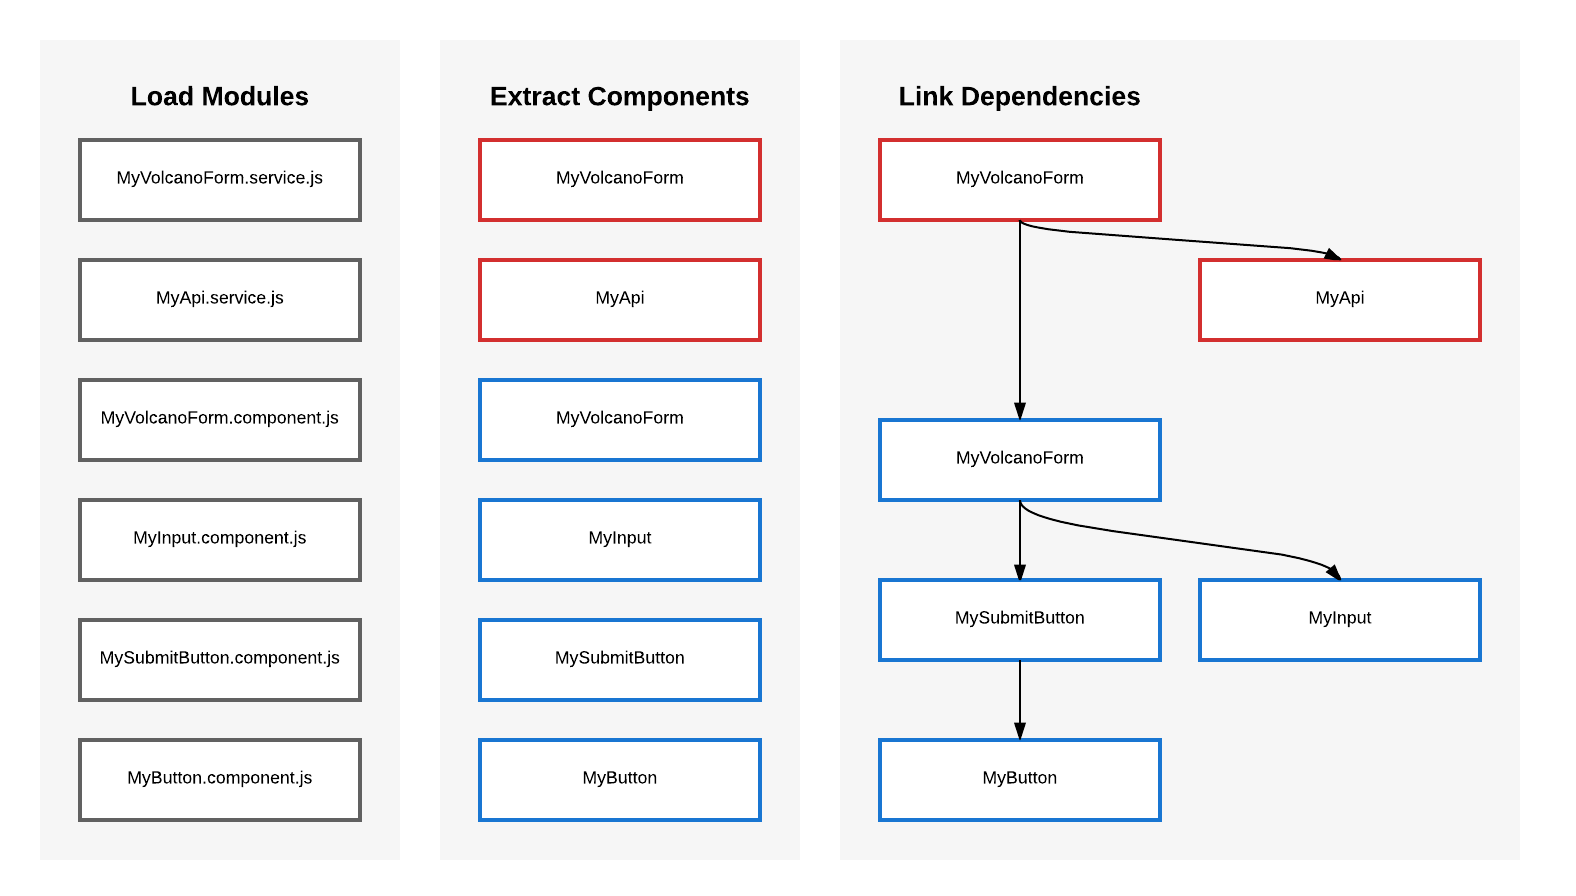 Load Modules
MyVolcanoForm.service.js
MyApi.service.js
MyVolcanoForm.component.js
MyInput.component.js
MySubmitButton.component.js
MyButton.component.js
Extract Components
MyVolcanoForm
MyApi
MyVolcanoForm
MyInput
MySubmitButton
MyButton
Link Dependencies
MyVolcanoForm
MyApi
MyVolcanoForm
MySubmitButton
MyInput
MyButton